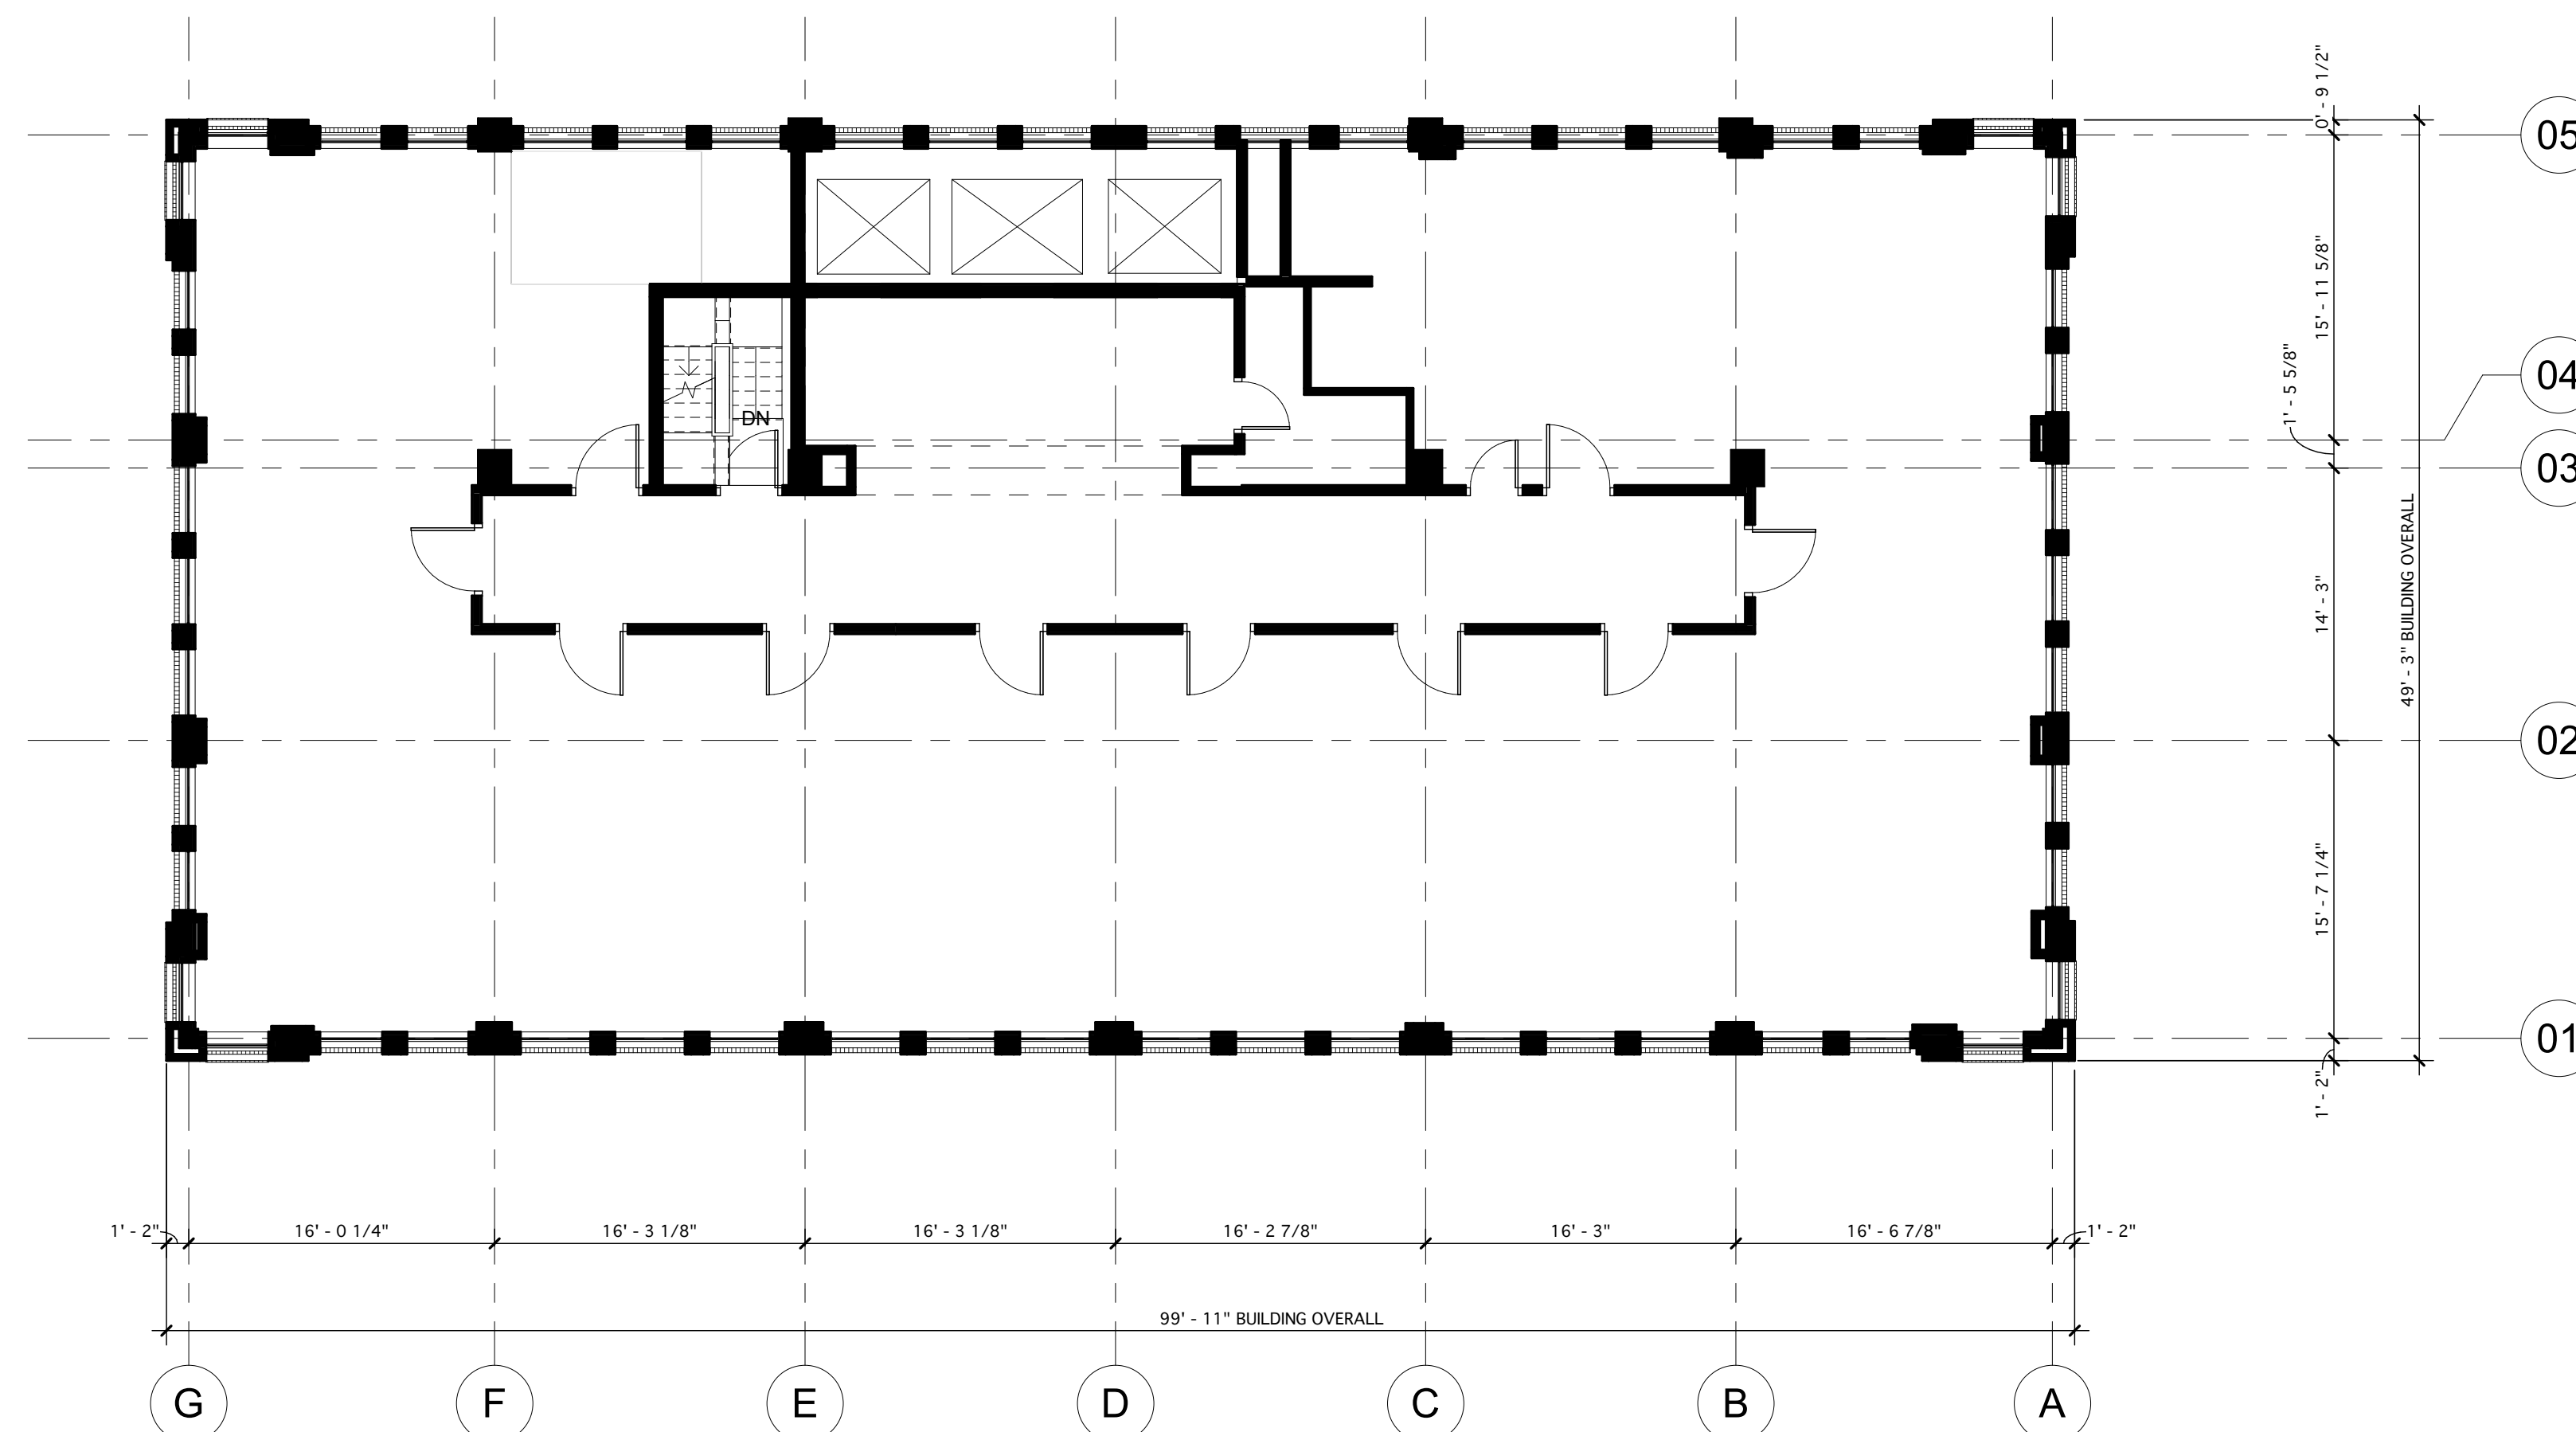 0' - 9 1/2"
05
15' - 11 5/8"
1' - 5 5/8"
04
DN
03
14' - 3"
49' - 3" BUILDING OVERALL
02
15' - 7 1/4"
01
1' - 2"
1' - 2"
16' - 0 1/4"
16' - 3 1/8"
16' - 3 1/8"
16' - 2 7/8"
16' - 3"
16' - 6 7/8"
1' - 2"
99' - 11" BUILDING OVERALL
G
F
E
D
C
B
A